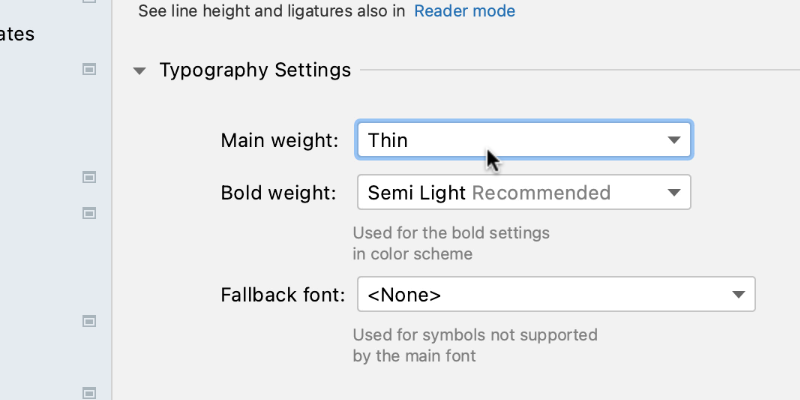 See line height and ligatures also in Reader mode
ates
Typography Settings
Main weight: Thin
Bold weight: Semi Light Recommended
Used for the bold settings
in color scheme
Fallback font: <None>
Used for symbols not supported
by the main font